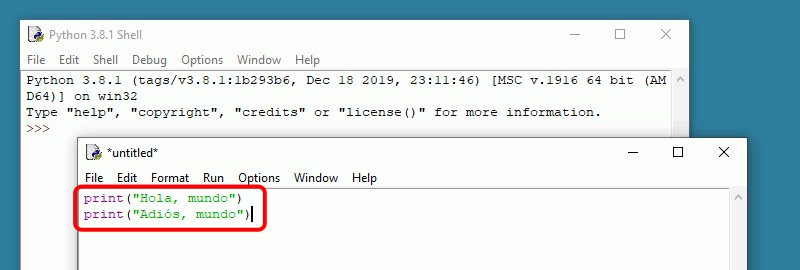 Python 3.8.1 Shell
File Edit Shell Debug Options Window Help
Python 3.8.1 (tags/v3.8.1:1b293b6, Dec 18 2019, 23:11:46) [MSC v.1916 64 bit (AM
D64)] on win32
Type "help", "copyright", "credits" or "license()" for more information.
>>>
*untitled*
File Edit Format Run Options Window Help
print("Hola, mundo")
print("Adiós, mundo")